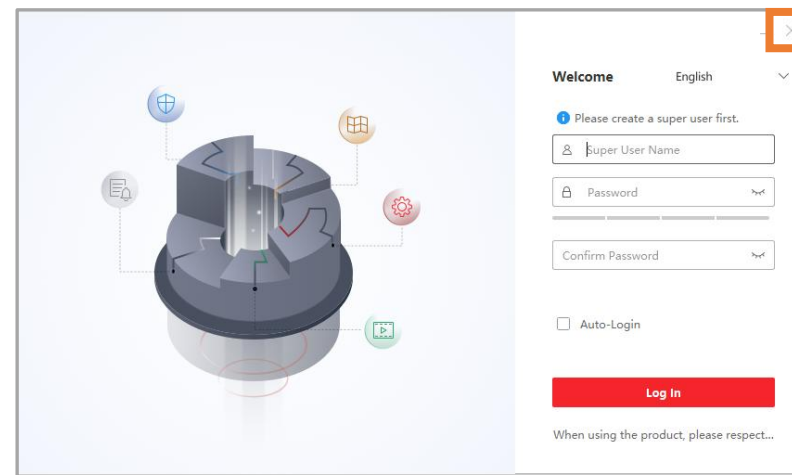 Welcome English
Please create a super user first.
Super User Name
Password
Confirm Password
Auto-Login
Log In
When using the product, please respect...